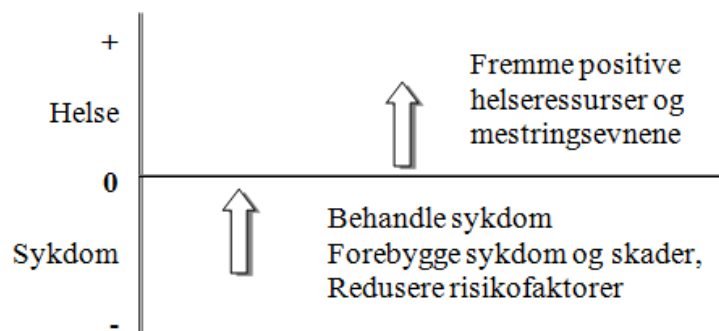 +
Helse
0
Sykdom
-
Fremme positive
helseressurser og
mestringsevnene
Behandle sykdom
Forebygge sykdom og skader,
Redusere risikofaktorer